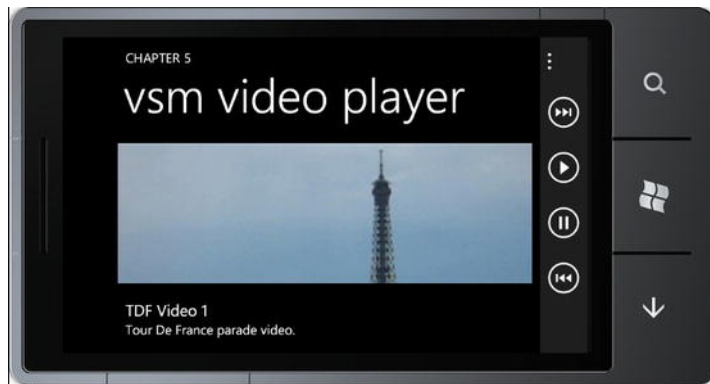 CHAPTER 5
vsm video player
TDF Video 1
Tour De France parade video.